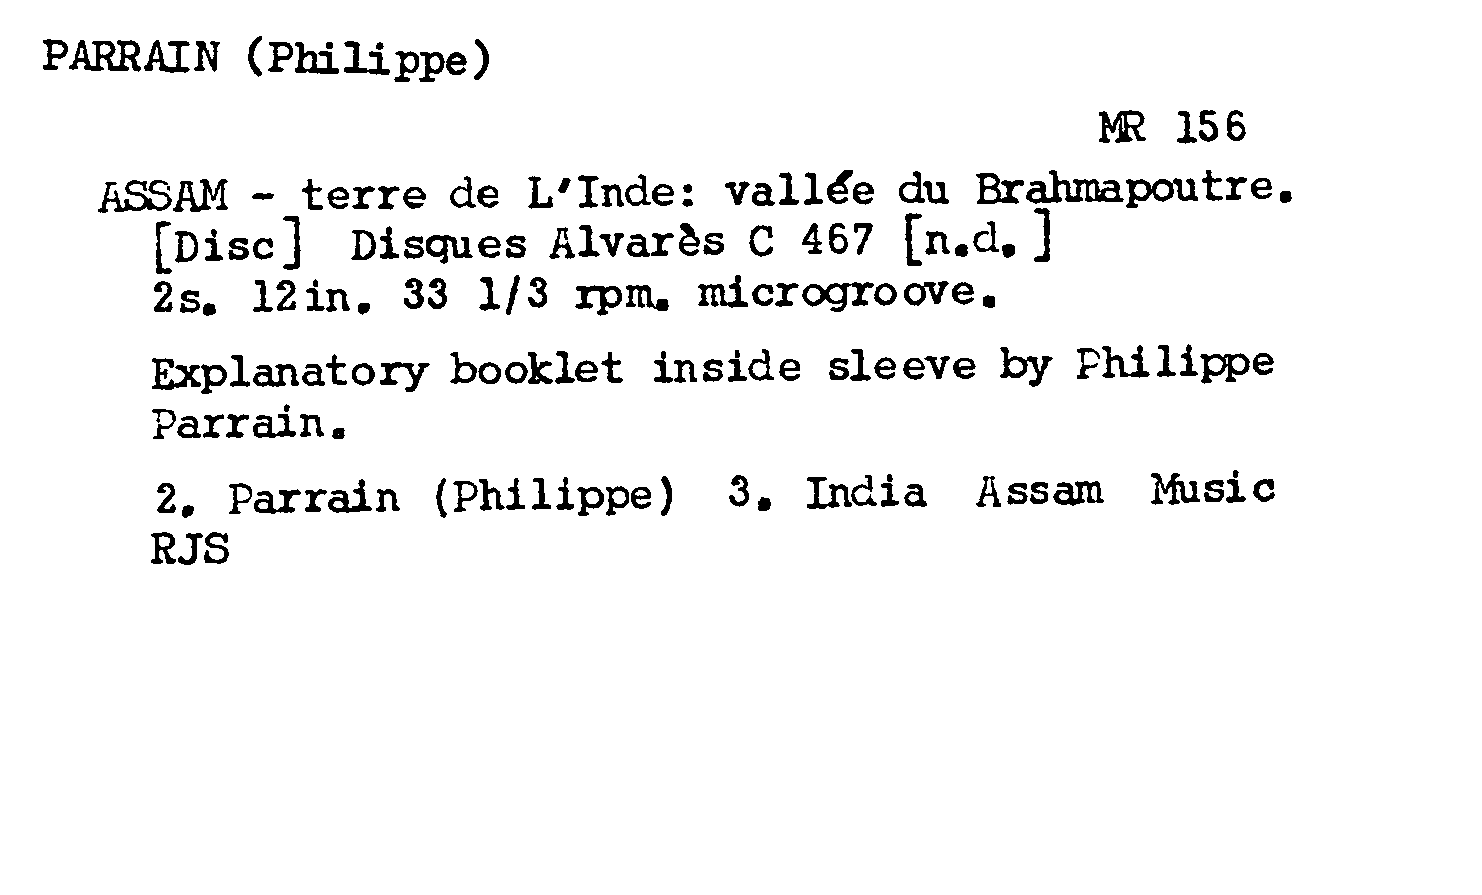 PARRAIN (Philippe)
MR 156
ASSAM - terre de L'Inde: vallée du Brahmapoutre.
[Disc] Disques Alvarès C 467 [n.d.]
2s. 12in. 33 1/3 rpm. microgroove.
Explanatory booklet inside sleeve by Philippe
Parrain.
2. Parrain (Philippe) 3. India Assam Music
RJS